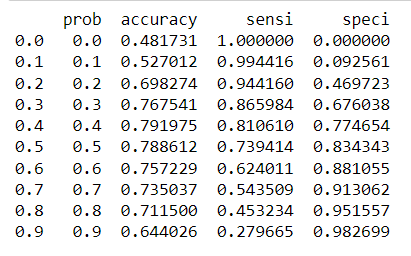 prob accuracy sensi speci
0.0 0.0 0.481731 1.000000 0.000000
0.1 0.1 0.527012 0.994416 0.092561
0.2 0.2 0.698274 0.944160 0.469723
0.3 0.3 0.767541 0.865984 0.676038
0.4 0.4 0.791975 0.810610 0.774654
0.5 0.5 0.788612 0.739414 0.834343
0.6 0.6 0.757229 0.624011 0.881055
0.7 0.7 0.735037 0.543509 0.913062
0.8 0.8 0.711500 0.453234 0.951557
0.9 0.9 0.644026 0.279665 0.982699